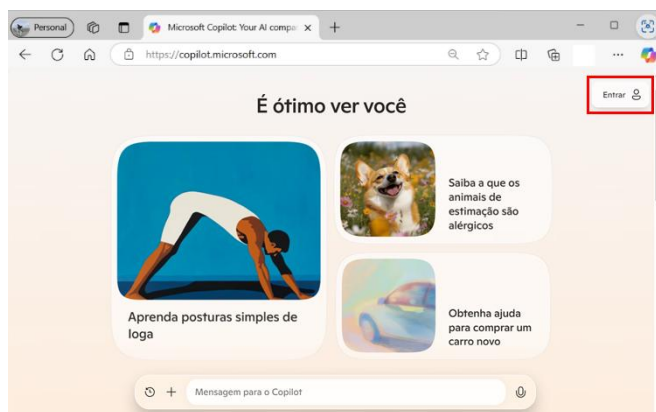 Personal
Microsoft Copilot: Your AI compa
https://copilot.microsoft.com
Entrar
É ótimo ver você
Saiba a que os
animais de
estimação são
alérgicos
Aprenda posturas simples de
Ioga
Obtenha ajuda
para comprar um
carro novo
Mensagem para o Copilot